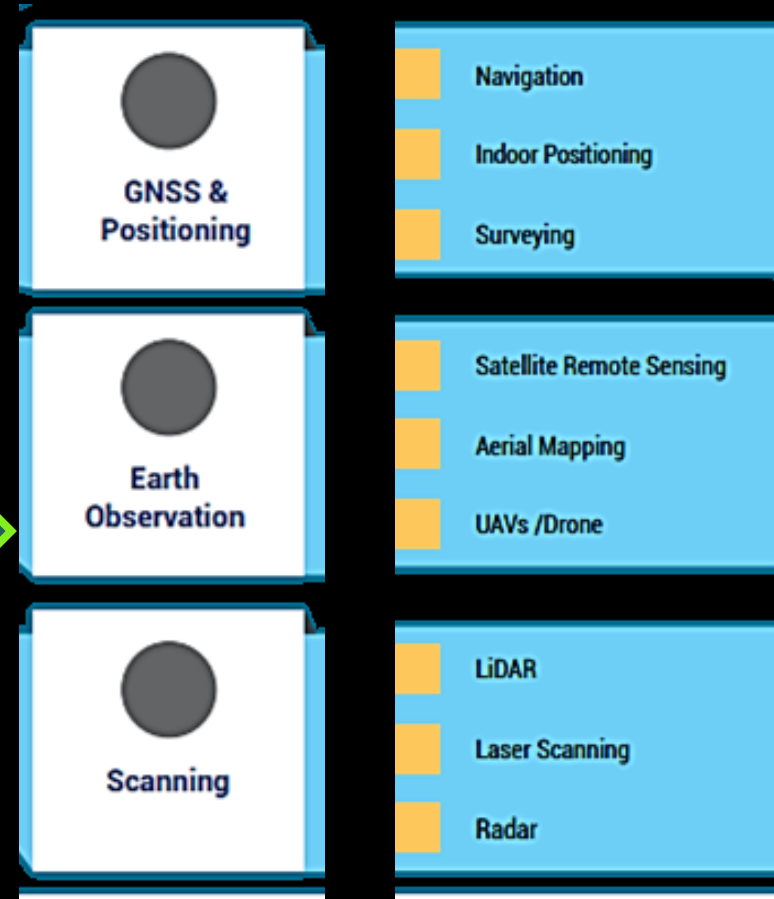 GNSS &
Positioning
Navigation
Indoor Positioning
Surveying
Earth
Observation
Satellite Remote Sensing
Aerial Mapping
UAVs /Drone
Scanning
LiDAR
Laser Scanning
Radar